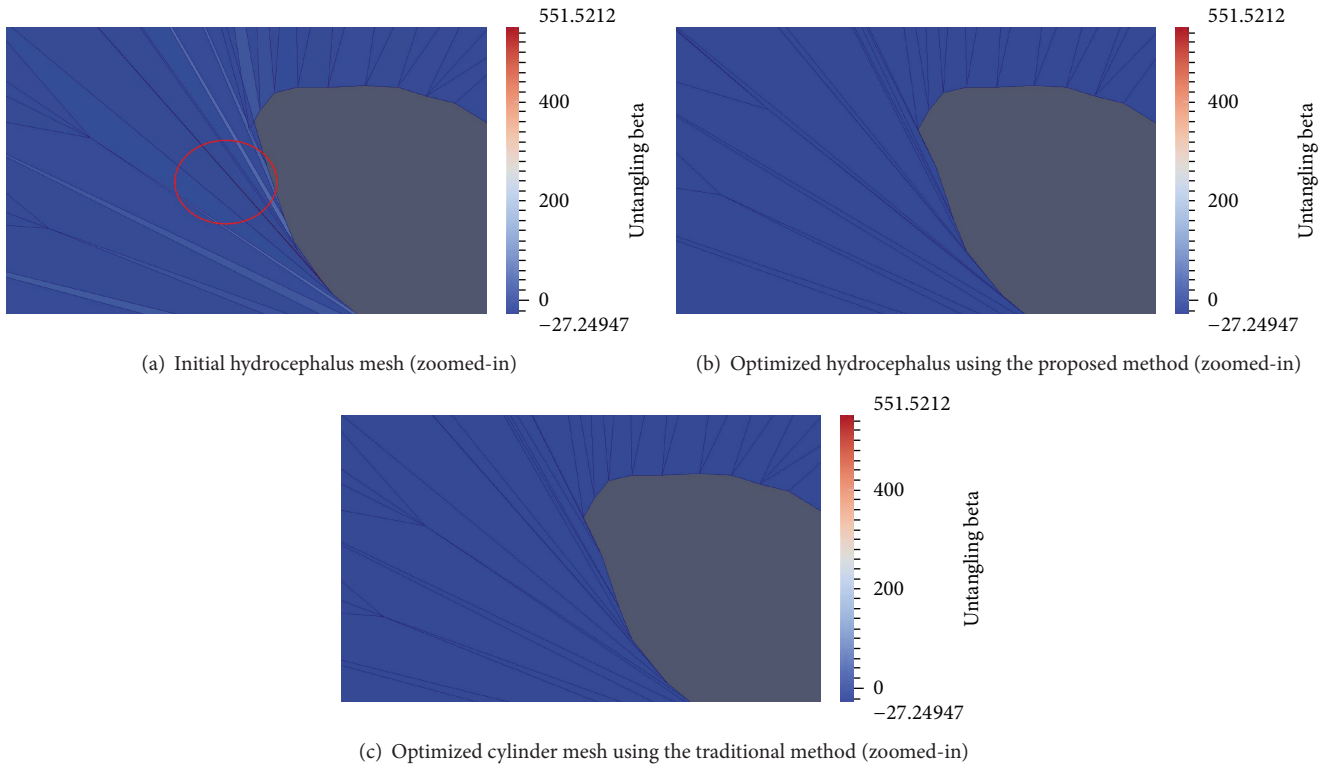 551.5212
400
200
0
−27.24947
Untangling beta
(a) Initial hydrocephalus mesh (zoomed-in)
551.5212
400
200
0
−27.24947
Untangling beta
(b) Optimized hydrocephalus using the proposed method (zoomed-in)
551.5212
400
200
0
−27.24947
Untangling beta
(c) Optimized cylinder mesh using the traditional method (zoomed-in)